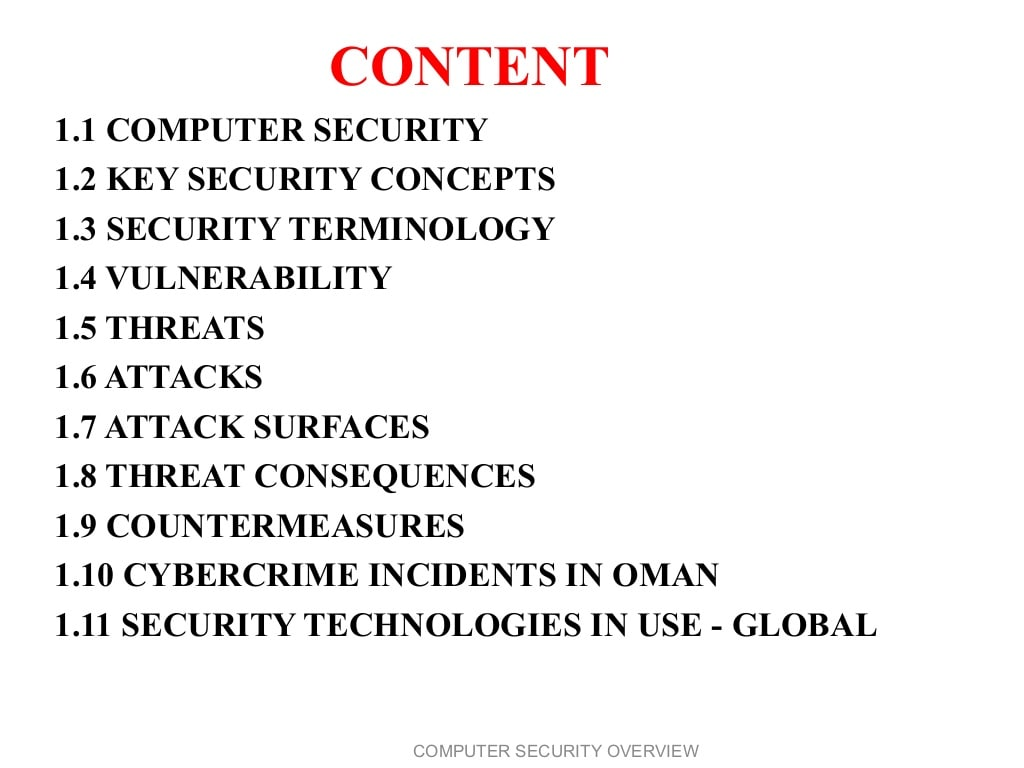 CONTENT
1.1 COMPUTER SECURITY
1.2 KEY SECURITY CONCEPTS
1.3 SECURITY TERMINOLOGY
1.4 VULNERABILITY
1.5 THREATS
1.6 ATTACKS
1.7 ATTACK SURFACES
1.8 THREAT CONSEQUENCES
1.9 COUNTERMEASURES
1.10 CYBERCRIME INCIDENTS IN OMAN
1.11 SECURITY TECHNOLOGIES IN USE - GLOBAL
COMPUTER SECURITY OVERVIEW